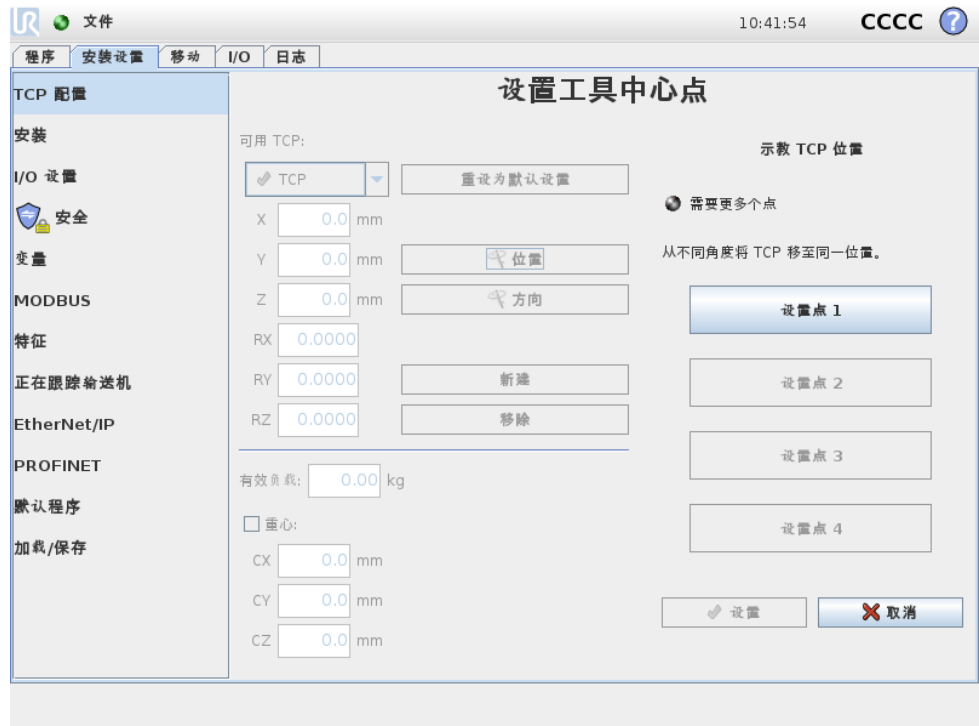 UR 文件 10:41:54 CCCC ?
程序 安装设置 移动 I/O 日志
TCP 配置
安装
I/O 设置
安全
变量
MODBUS
特征
正在跟踪输送机
EtherNet/IP
PROFINET
默认程序
加载/保存
设置工具中心点
可用 TCP:
TCP 重设为默认设置
X 0.0 mm
Y 0.0 mm 位置
Z 0.0 mm 方向
RX 0.0000
RY 0.0000 新建
RZ 0.0000 移除
有效负载: 0.00 kg
重心:
CX 0.0 mm
CY 0.0 mm
CZ 0.0 mm
示教 TCP 位置
需要更多个点
从不同角度将 TCP 移至同一位置。
设置点 1
设置点 2
设置点 3
设置点 4
设置 取消